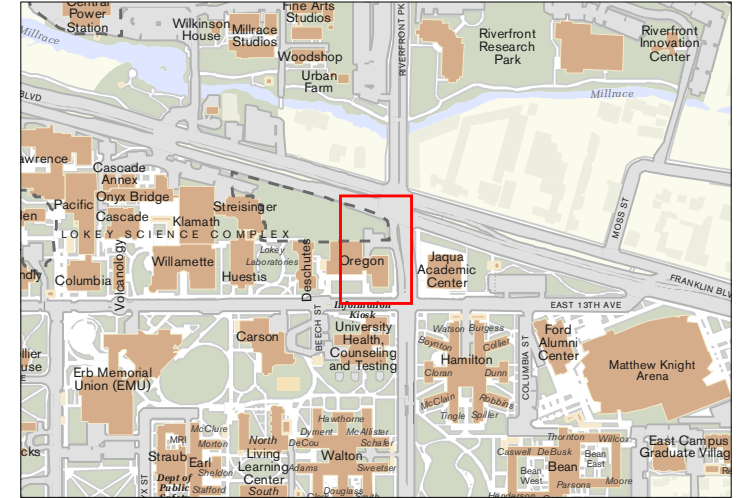 Central
Power
Station
Wilkinson
House
Millrace
Studios
Fine Arts
Studios
Woodshop
Urban
Farm
RIVERFRONT PK
Riverfront
Research
Park
Riverfront
Innovation
Center
Millrace
Millrace
BLVD
Cascade
Annex
Onyx Bridge
Pacific
Cascade
Klamath
Streisinger
LOKEY SCIENCE COMPLEX
Lokey
Laboratories
Willamette
Huestis
Columbia
Volcanology
Deschutes
Oregon
Jaqua
Academic
Center
MOSS ST
FRANKLIN BLV
EAST 13TH AVE
Information
Kiosk
BEECH ST
University
Health,
Counseling
and Testing
Carson
Erb Memorial
Union (EMU)
Watson
Burgess
Boynton
Collier
Hamilton
Cloran
Dunn
McClain
Robbins
Tingle
Spiller
COLUMBIA ST
Ford
Alumni
Center
Matthew Knight
Arena
McClure
MRI
Morton
Straub
Earl
Sheldon
Stafford
Dept of
Public
North
Living
Learning
Center
South
Hawthorne
Dyment
McAllister
DeCou
Schafer
Walton
Adams
Sweetser
Douglass
Thornton
Willcox
Caswell
DeBusk
Bean
East
Bean
West
Bean
Moore
Parsons
Henderson
East Campus
Graduate Villag